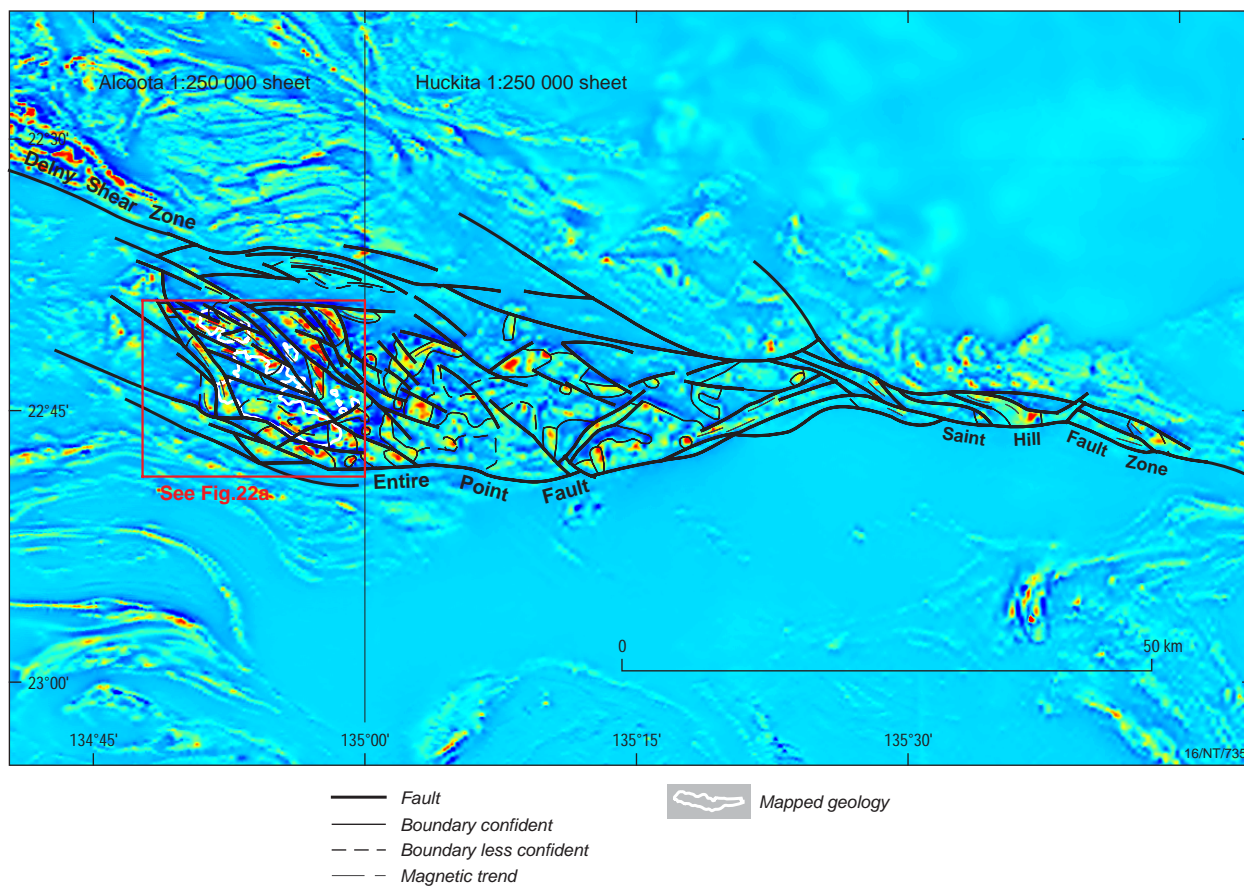 Alcoota 1:250 000 sheet
Huckita 1:250 000 sheet
22°30'
Delny Shear Zone
22°45'
Saint Hill Fault Zone
Entire Point Fault
See Fig.22a
0
50 km
23°00'
134°45'
135°00'
135°15'
135°30'
16/NT/735
Fault
Mapped geology
Boundary confident
Boundary less confident
Magnetic trend